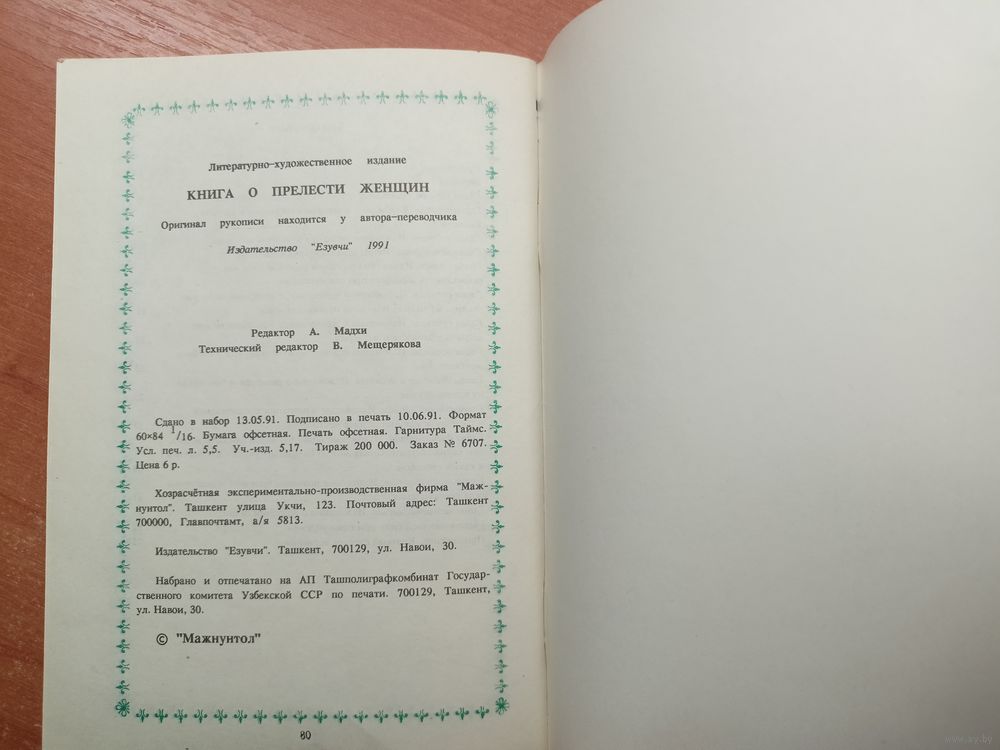 Литературно-художественное издание
КНИГА О ПРЕЛЕСТИ ЖЕНЩИН
Оригинал рукописи находится у автора-переводчика
Издательство "Езувчи" 1991
Редактор А. Мадхи
Технический редактор В. Мещерякова
Сдано в набор 13.05.91. Подписано в печать 10.06.91. Формат
60×84 1/16. Бумага офсетная. Печать офсетная. Гарнитура Таймс.
Усл. печ. л. 5,5. Уч.-изд. 5,17. Тираж 200 000. Заказ № 6707.
Цена 6 р.
Хозрасчётная экспериментально-производственная фирма "Маж-
нунтол". Ташкент улица Укчи, 123. Почтовый адрес: Ташкент
700000, Главпочтамт, а/я 5813.
Издательство "Езувчи". Ташкент, 700129, ул. Навои, 30.
Набрано и отпечатано на АП Ташполиграфкомбинат Государ-
ственного комитета Узбекской ССР по печати. 700129, Ташкент,
ул. Навои, 30.
© "Мажнунтол"
80
www.ay.by